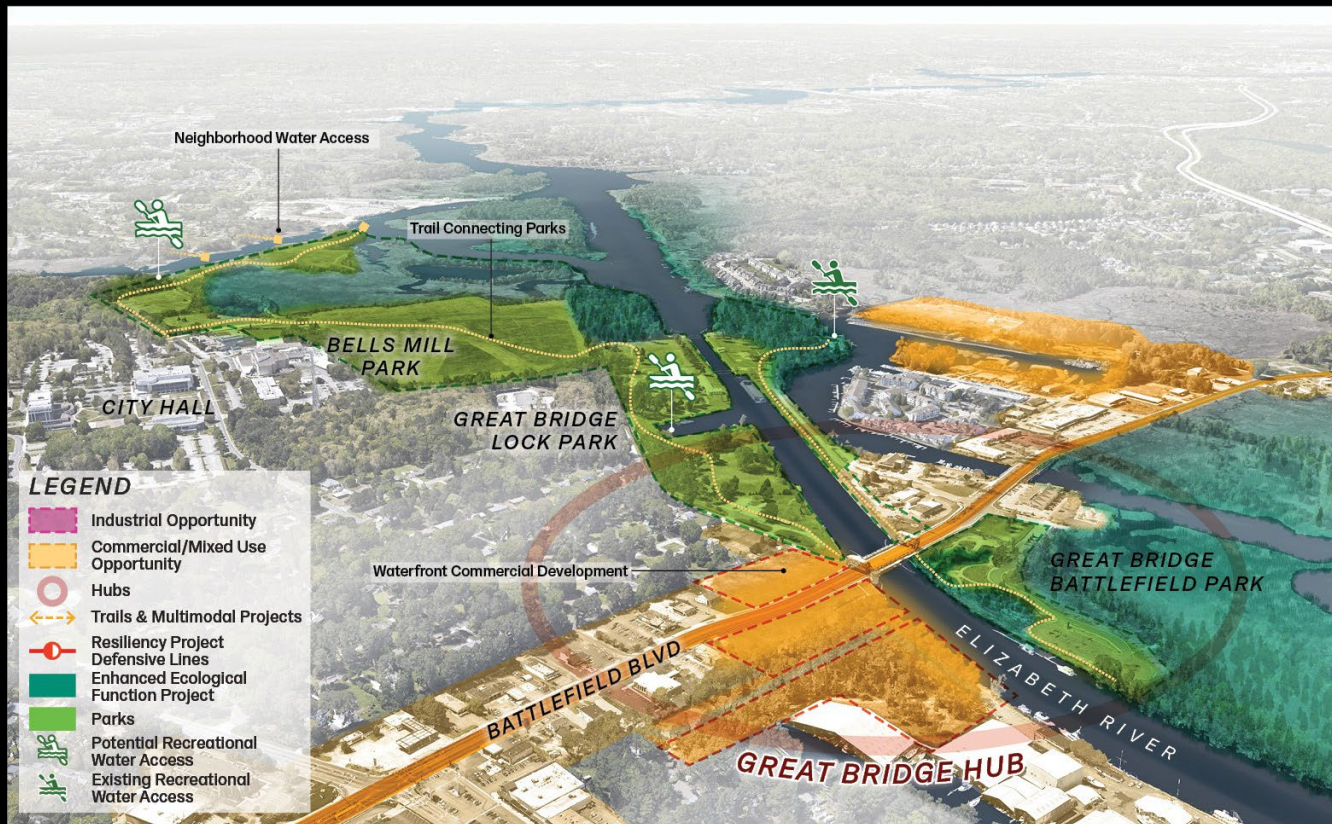 Neighborhood Water Access
Trail Connecting Parks
BELLS MILL
PARK
CITY HALL
GREAT BRIDGE
LOCK PARK
LEGEND
Industrial Opportunity
Commercial/Mixed Use
Opportunity
Hubs
Trails & Multimodal Projects
Resiliency Project
Defensive Lines
Enhanced Ecological
Function Project
Parks
Potential Recreational
Water Access
Existing Recreational
Water Access
Waterfront Commercial Development
GREAT BRIDGE
BATTLEFIELD PARK
BATTLEFIELD BLVD
ELIZABETH RIVER
GREAT BRIDGE HUB